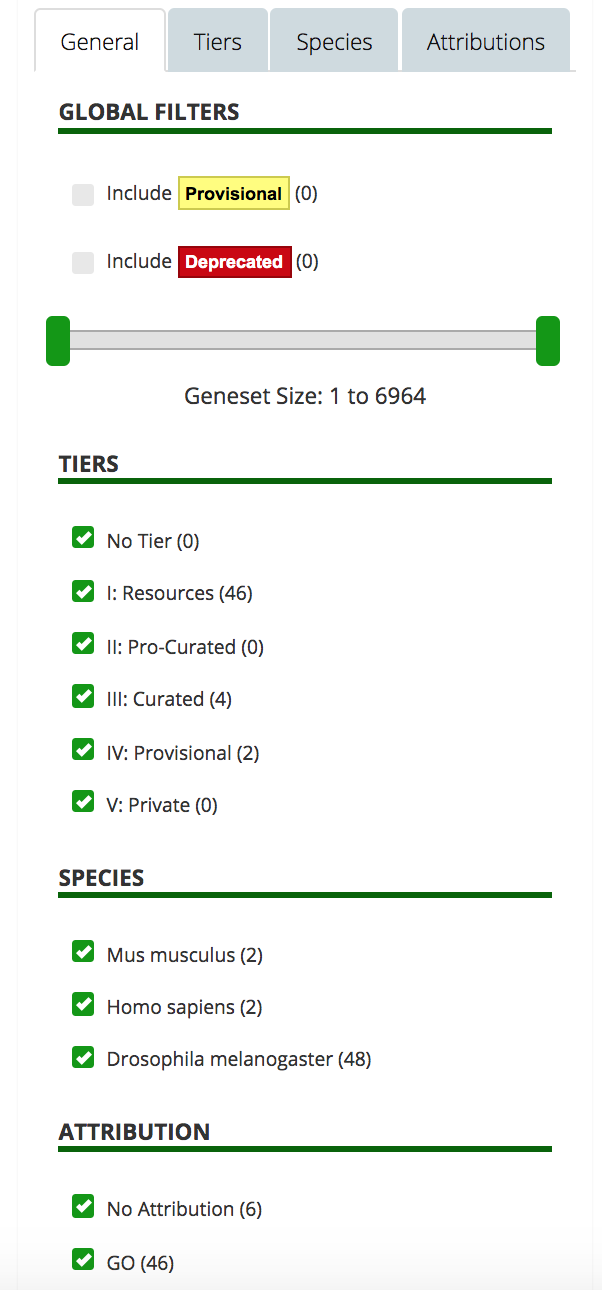 General Tiers Species Attributions
GLOBAL FILTERS
Include Provisional (0)
Include Deprecated (0)
Geneset Size: 1 to 6964
TIERS
No Tier (0)
I: Resources (46)
II: Pro-Curated (0)
III: Curated (4)
IV: Provisional (2)
V: Private (0)
SPECIES
Mus musculus (2)
Homo sapiens (2)
Drosophila melanogaster (48)
ATTRIBUTION
No Attribution (6)
GO (46)